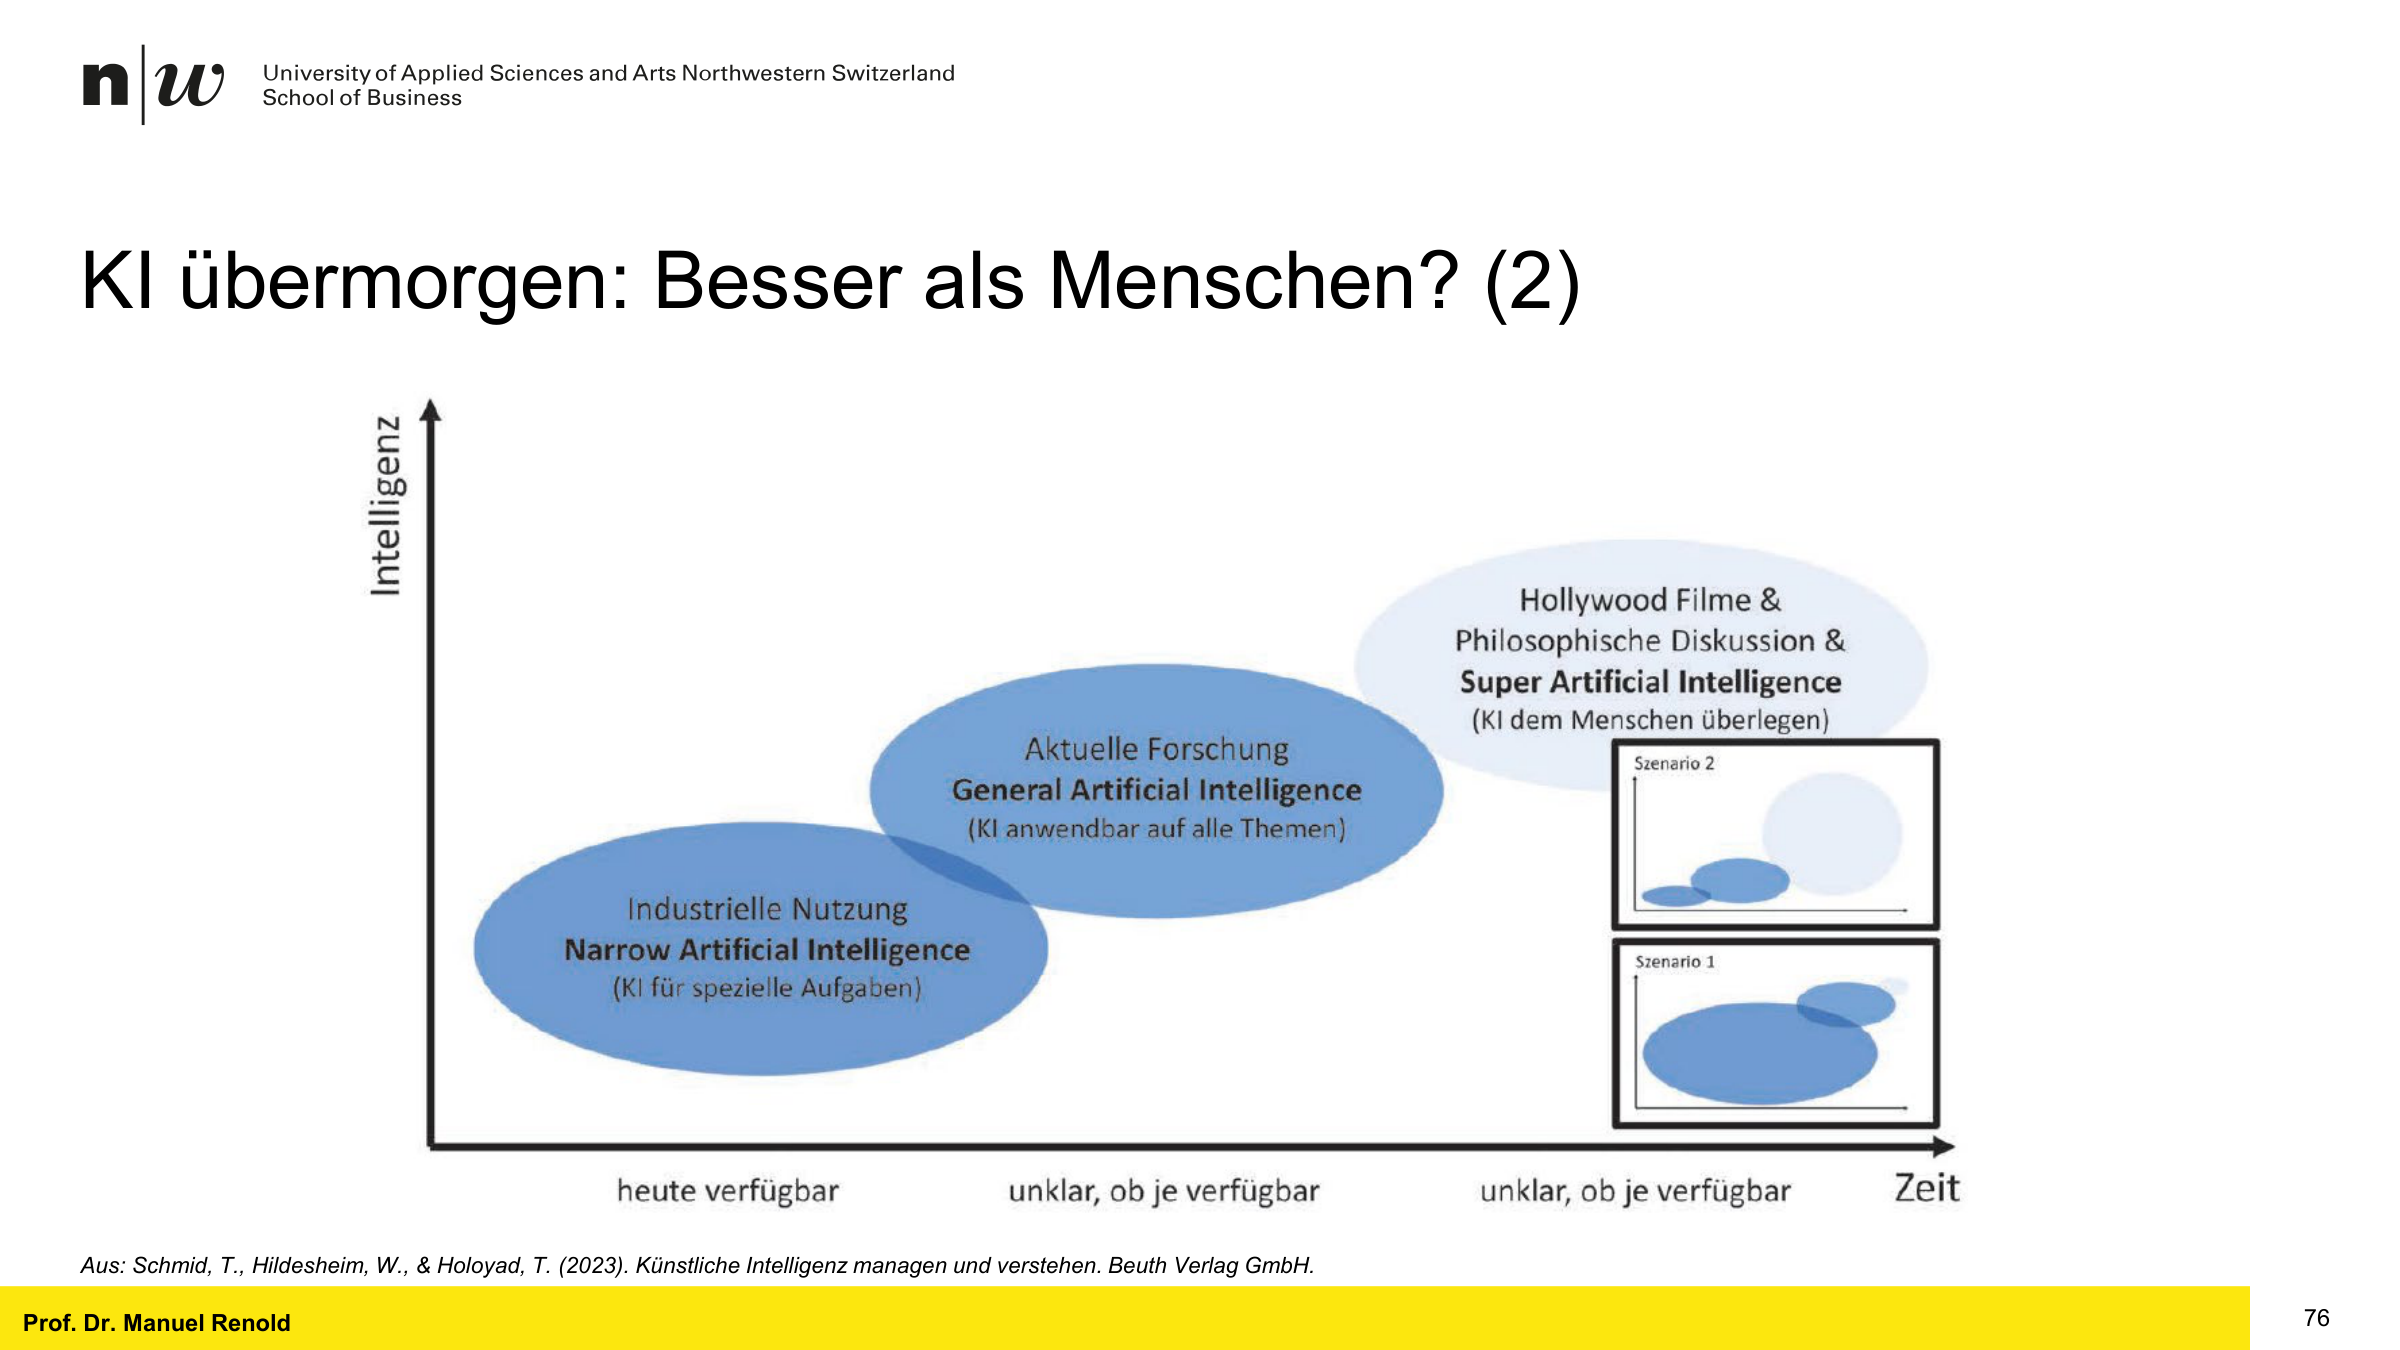 n|w
University of Applied Sciences and Arts Northwestern Switzerland
School of Business
KI übermorgen: Besser als Menschen? (2)
Intelligenz
Hollywood Filme &
Philosophische Diskussion &
Super Artificial Intelligence
(KI dem Menschen überlegen)
Aktuelle Forschung
General Artificial Intelligence
(KI anwendbar auf alle Themen)
Industrielle Nutzung
Narrow Artificial Intelligence
(KI für spezielle Aufgaben)
Szenario 2
Szenario 1
heute verfügbar
unklar, ob je verfügbar
unklar, ob je verfügbar
Zeit
Aus: Schmid, T., Hildesheim, W., & Holoyad, T. (2023). Künstliche Intelligenz managen und verstehen. Beuth Verlag GmbH.
Prof. Dr. Manuel Renold
76